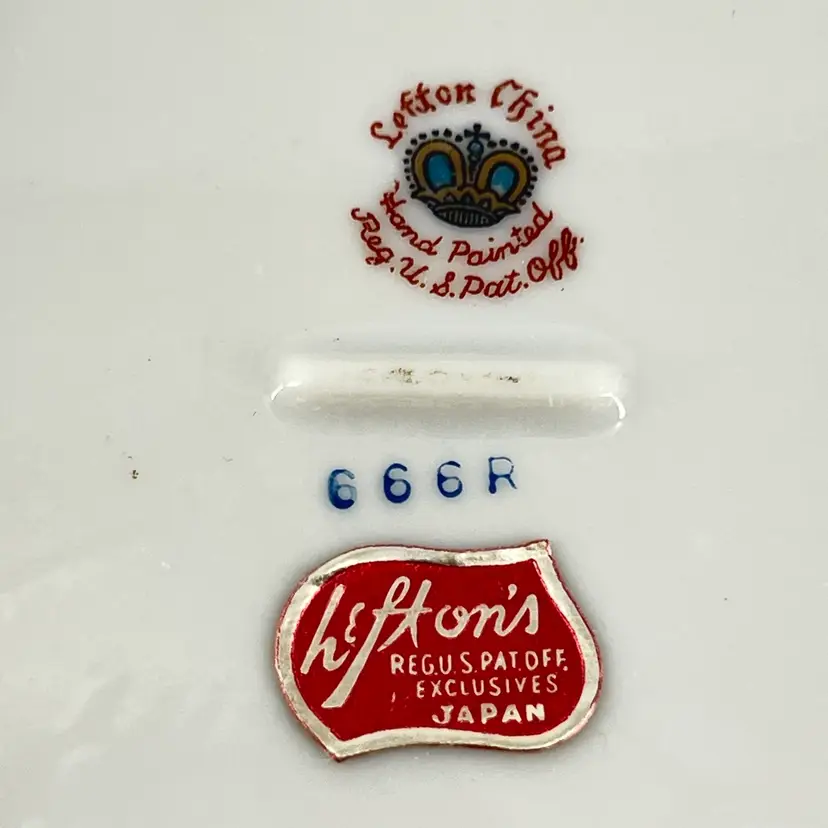 Lefton China
Hand Painted
Reg. U. S. Pat. Off.
666R
Lefton's
REG.U.S.PAT.OFF.
EXCLUSIVES
JAPAN